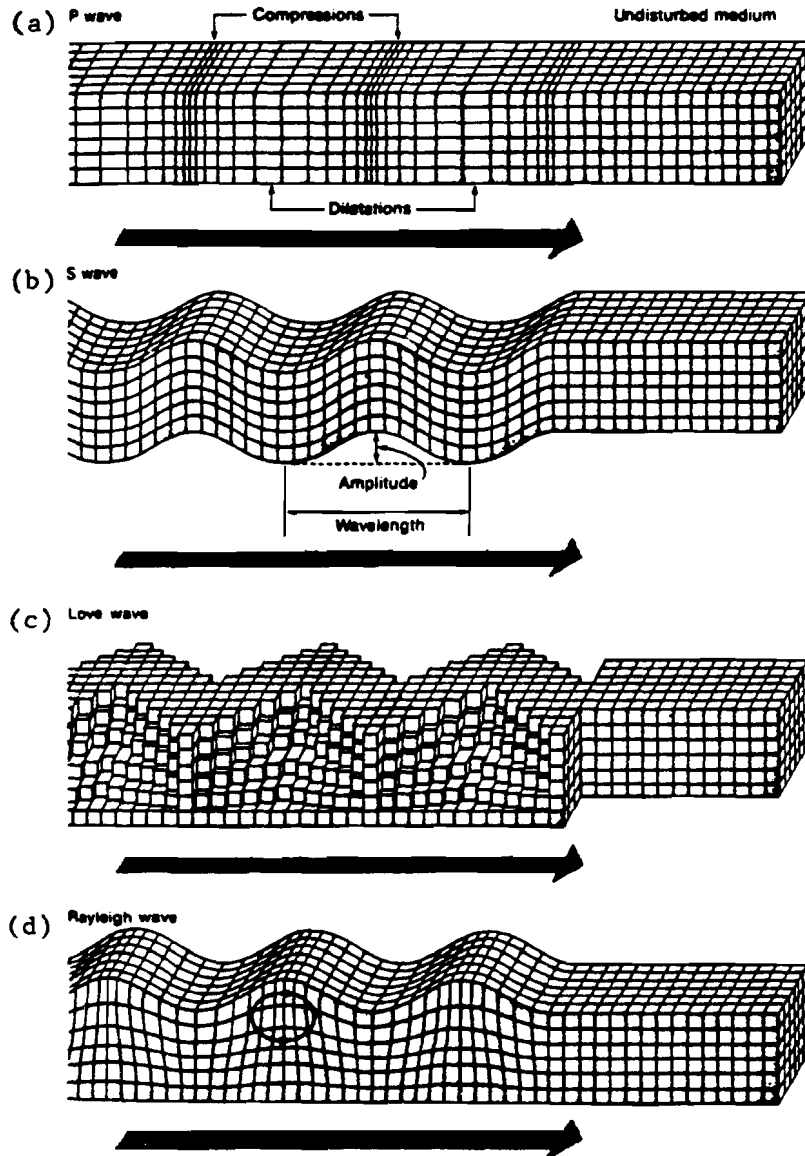 (a) P wave Compressions Undisturbed medium
Dilatations
(b) S wave
Amplitude
Wavelength
(c) Love wave
(d) Rayleigh wave